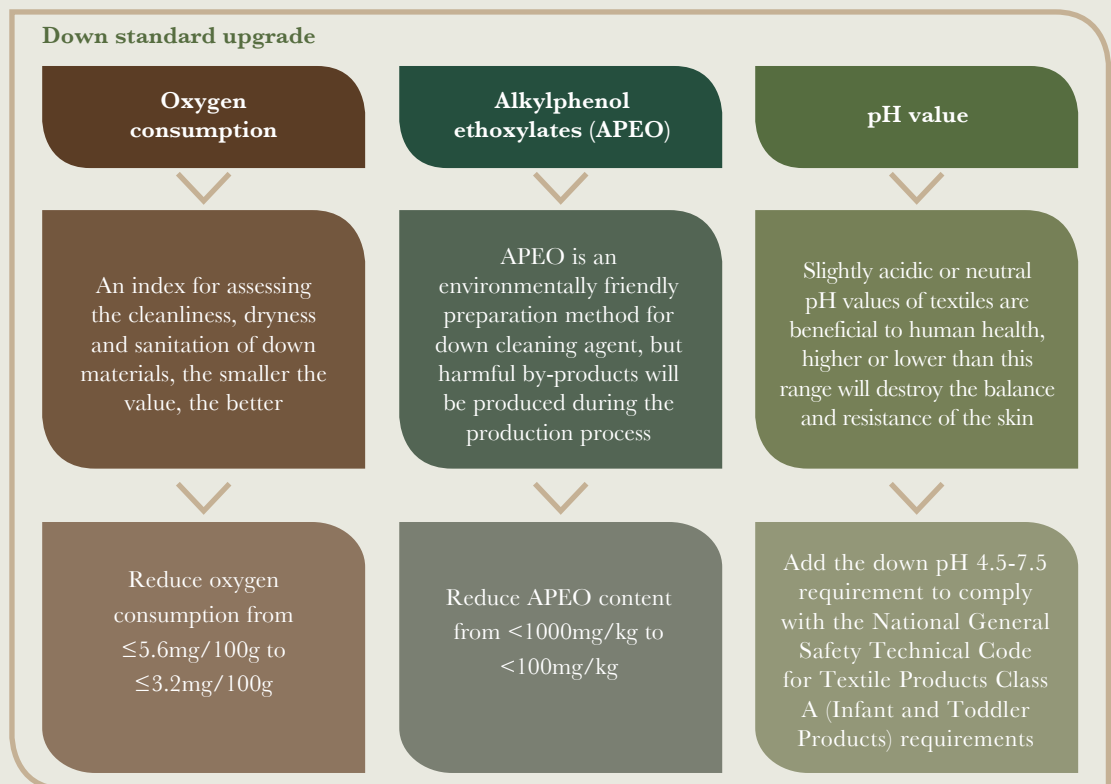 Down standard upgrade
Oxygen
consumption
An index for assessing
the cleanliness, dryness
and sanitation of down
materials, the smaller the
value, the better
Reduce oxygen
consumption from
≤5.6mg/100g to
≤3.2mg/100g
Alkylphenol
ethoxylates (APEO)
APEO is an
environmentally friendly
preparation method for
down cleaning agent, but
harmful by-products will
be produced during the
production process
Reduce APEO content
from <1000mg/kg to
<100mg/kg
pH value
Slightly acidic or neutral
pH values of textiles are
beneficial to human health,
higher or lower than this
range will destroy the balance
and resistance of the skin
Add the down pH 4.5-7.5
requirement to comply
with the National General
Safety Technical Code
for Textile Products Class
A (Infant and Toddler
Products) requirements